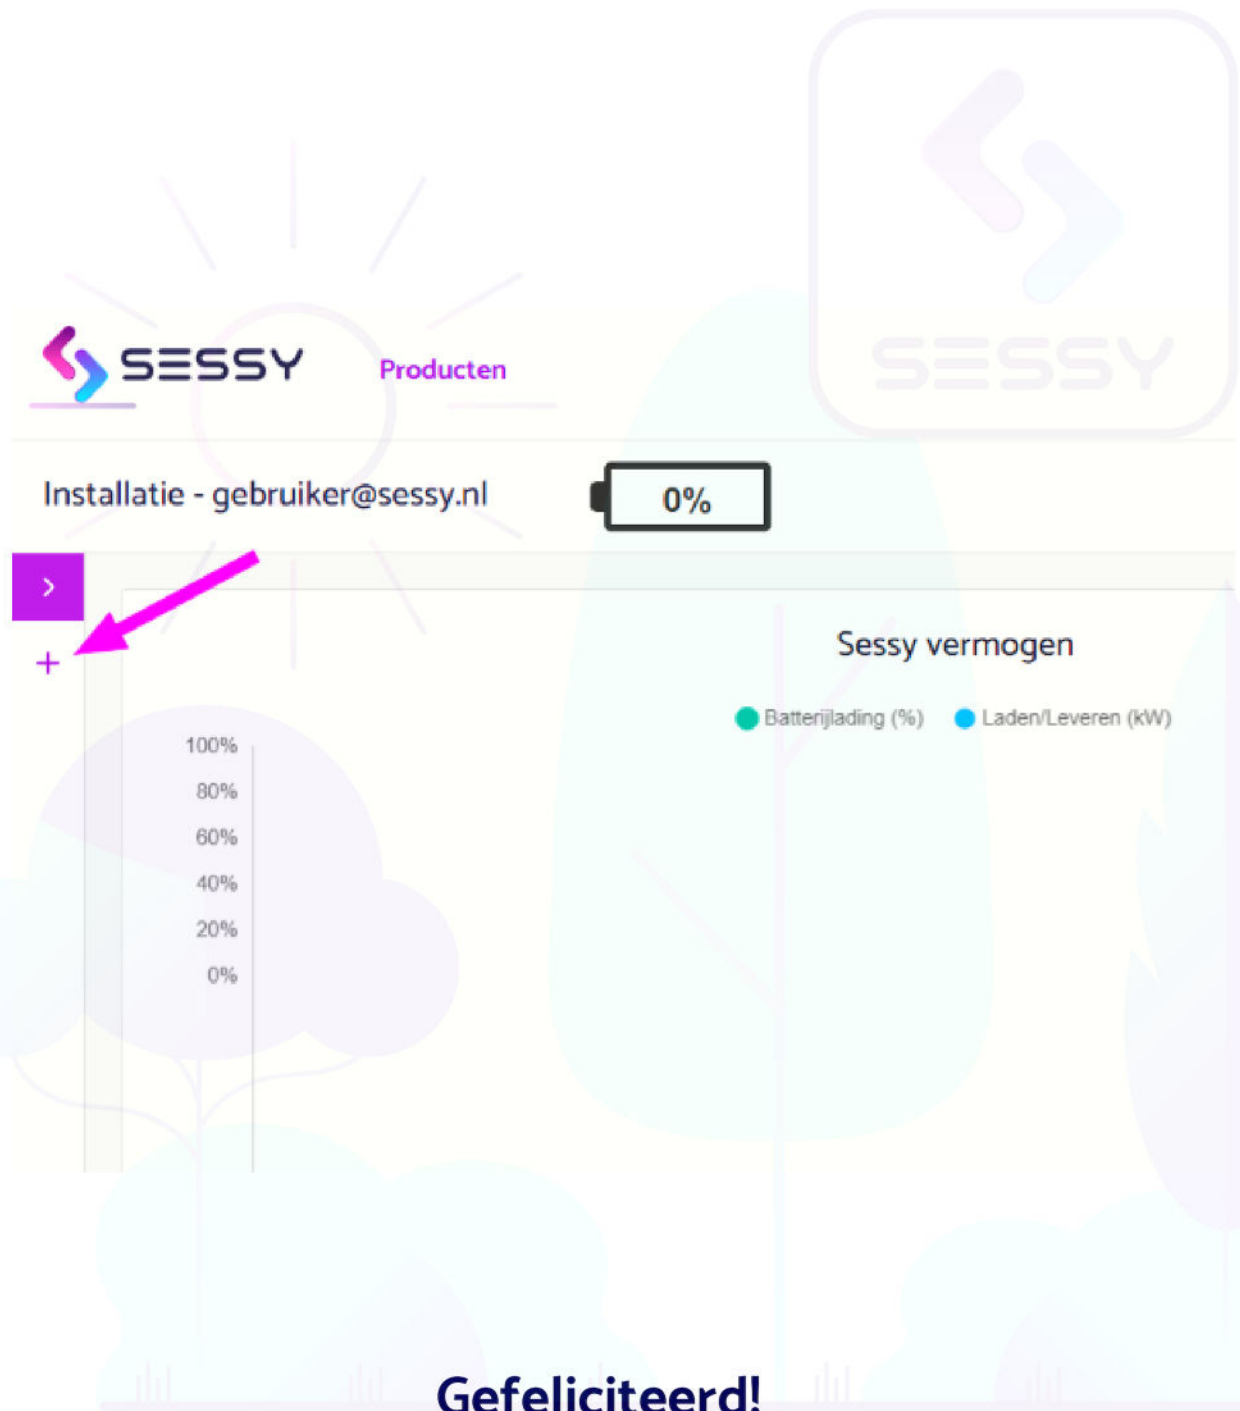 SESSY
SESSY Producten
Installatie - gebruiker@sessy.nl 0%
Sessy vermogen
Batterijlading (%) Laden/Leveren (kW)
100%
80%
60%
40%
20%
0%
Gefeliciteerd!